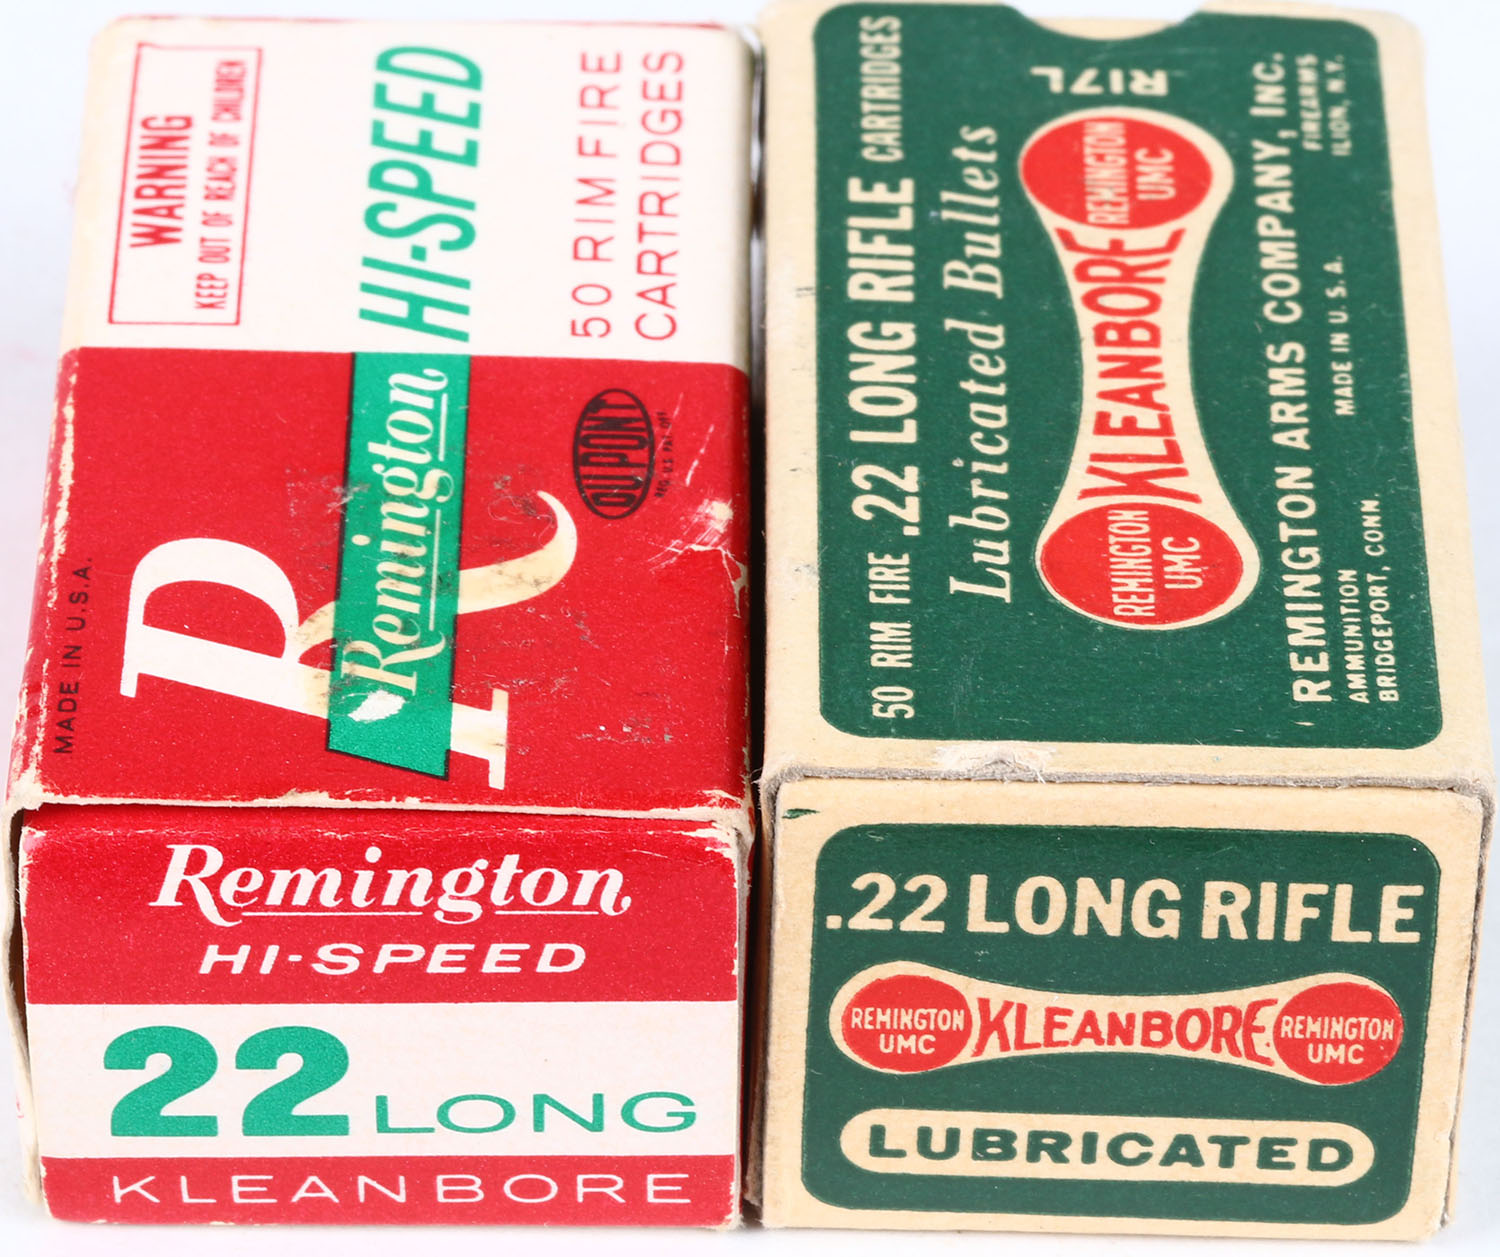 WARNING
KEEP OUT OF REACH OF CHILDREN
HI-SPEED
50 RIM FIRE
CARTRIDGES
MADE IN U.S.A.
R
Remington
DUPONT
REG. U.S. PAT. OFF.
Remington
HI-SPEED
22 LONG
KLEANBORE
50 RIM FIRE .22 LONG RIFLE CARTRIDGES
Lubricated Bullets
R17L
REMINGTON
UMC
KLEANBORE
REMINGTON
UMC
REMINGTON ARMS COMPANY, INC.
AMMUNITION
BRIDGEPORT, CONN.
MADE IN U.S.A.
FIREARMS
ILION, N.Y.
.22 LONG RIFLE
REMINGTON
UMC
KLEANBORE
REMINGTON
UMC
LUBRICATED